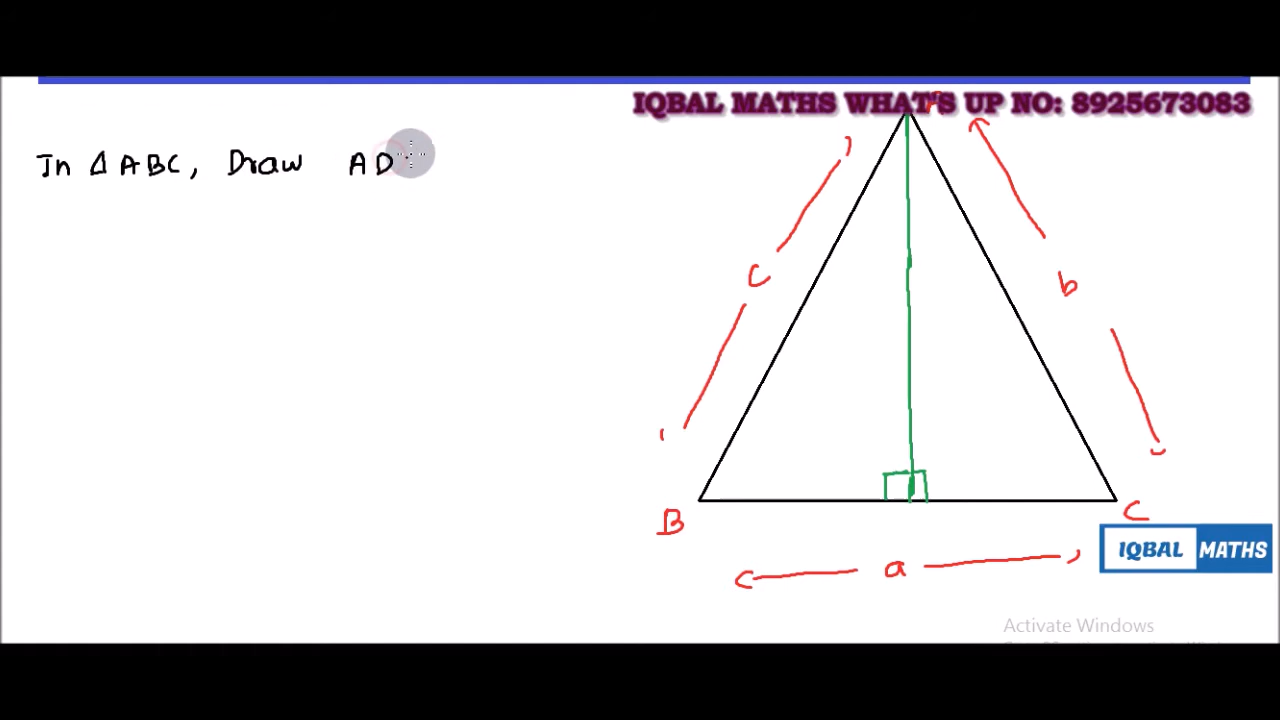 IQBAL MATHS WHAT'S UP NO: 8925673083
In Δ ABC, Draw AD
A
c
b
B
C
a
IQBAL MATHS
Activate Windows